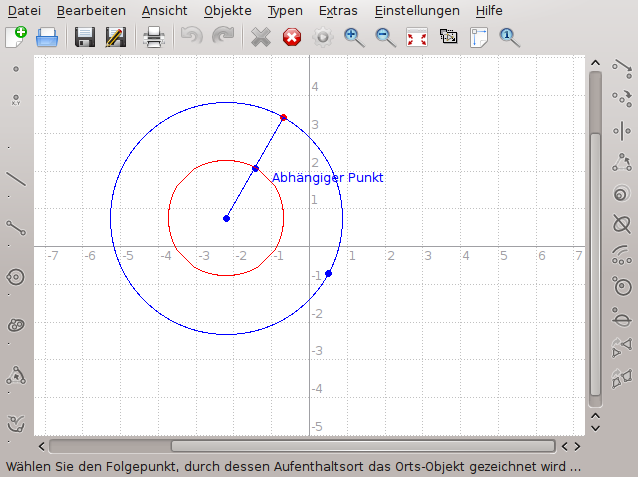 Datei Bearbeiten Ansicht Objekte Typen Extras Einstellungen Hilfe
x,y
4
3
2
Abhängiger Punkt
1
-7 -6 -5 -4 -3 -2 -1 1 2 3 4 5 6 7
-1
-2
-3
-4
-5
Wählen Sie den Folgepunkt, durch dessen Aufenthaltsort das Orts-Objekt gezeichnet wird ...